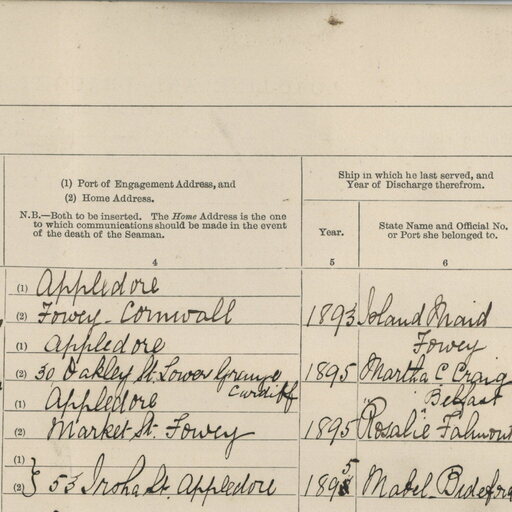 (1) Port of Engagement Address, and
(2) Home Address.
N.B.—Both to be inserted. The Home Address is the one
to which communications should be made in the event
of the death of the Seaman.
Ship in which he last served, and
Year of Discharge therefrom.
Year.
State Name and Official No.
or Port she belonged to.
4
5
6
(1) Appledore
(2) Fowey. Cornwall
1893 Island Maid
Fowey
(1) Appledore
(2) 30 Oakley St. Lower Grange
Cardiff
1895 Martha C Craig
Belfast
(1) Appledore
(2) Market St. Fowey
1895 Rosalie Falmout
(1)
(2) } 53 Irsha St. Appledore
1895 Mabel. Bidefor